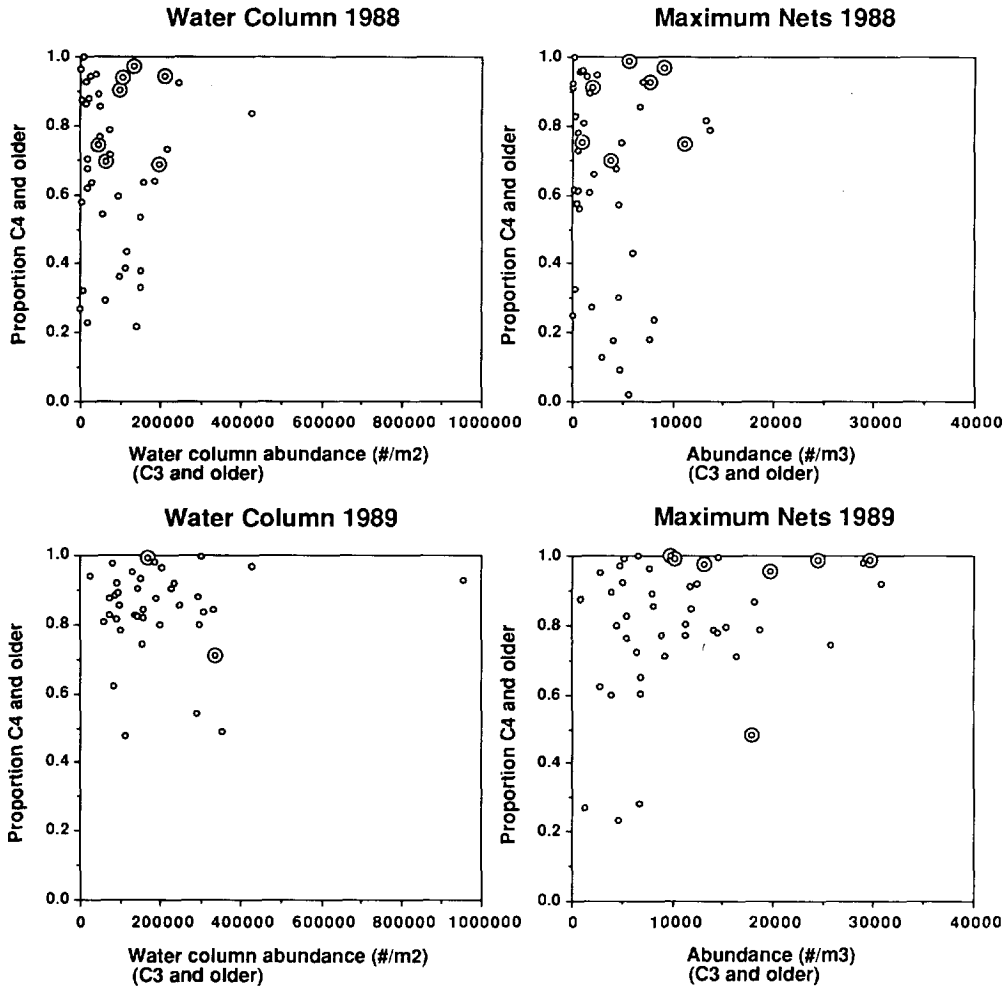 Water Column 1988
Proportion C4 and older
1.0
0.8
0.6
0.4
0.2
0.0
0 200000 400000 600000 800000 1000000
Water column abundance (#/m2)
(C3 and older)
Maximum Nets 1988
Proportion C4 and older
1.0
0.8
0.6
0.4
0.2
0.0
0 10000 20000 30000 40000
Abundance (#/m3)
(C3 and older)
Water Column 1989
Proportion C4 and older
1.0
0.8
0.6
0.4
0.2
0.0
0 200000 400000 600000 800000 1000000
Water column abundance (#/m2)
(C3 and older)
Maximum Nets 1989
Proportion C4 and older
1.0
0.8
0.6
0.4
0.2
0.0
0 10000 20000 30000 40000
Abundance (#/m3)
(C3 and older)